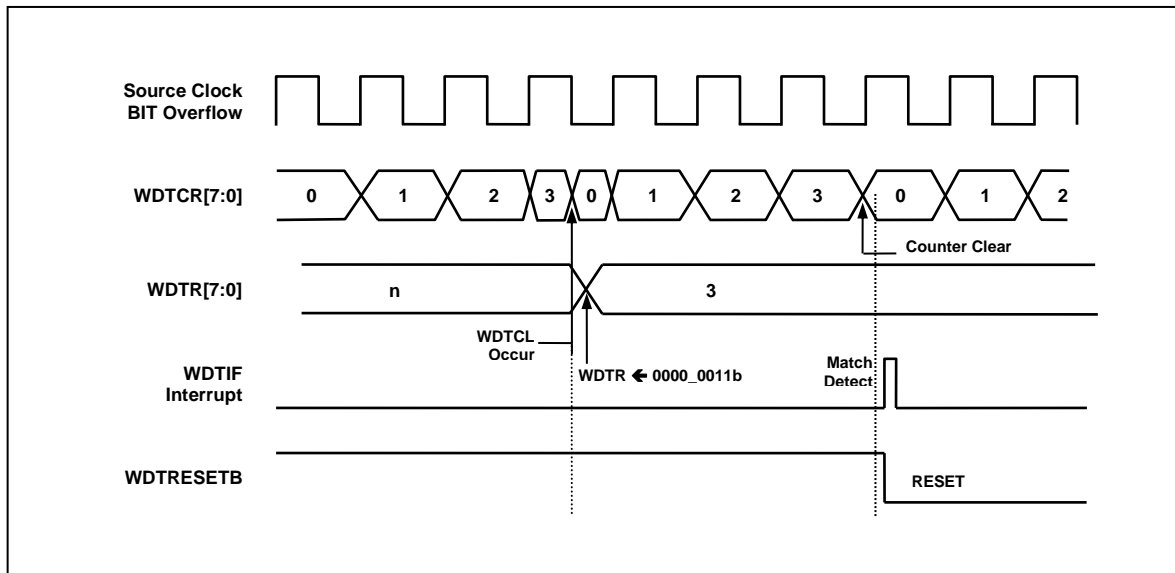 Source Clock
BIT Overflow
WDTCR[7:0]
0 1 2 3 0 1 2 3 0 1 2
Counter Clear
WDTR[7:0]
n 3
WDTCL
Occur
WDTR 🡸 0000_0011b
Match
Detect
WDTIF
Interrupt
WDTRESETB
RESET